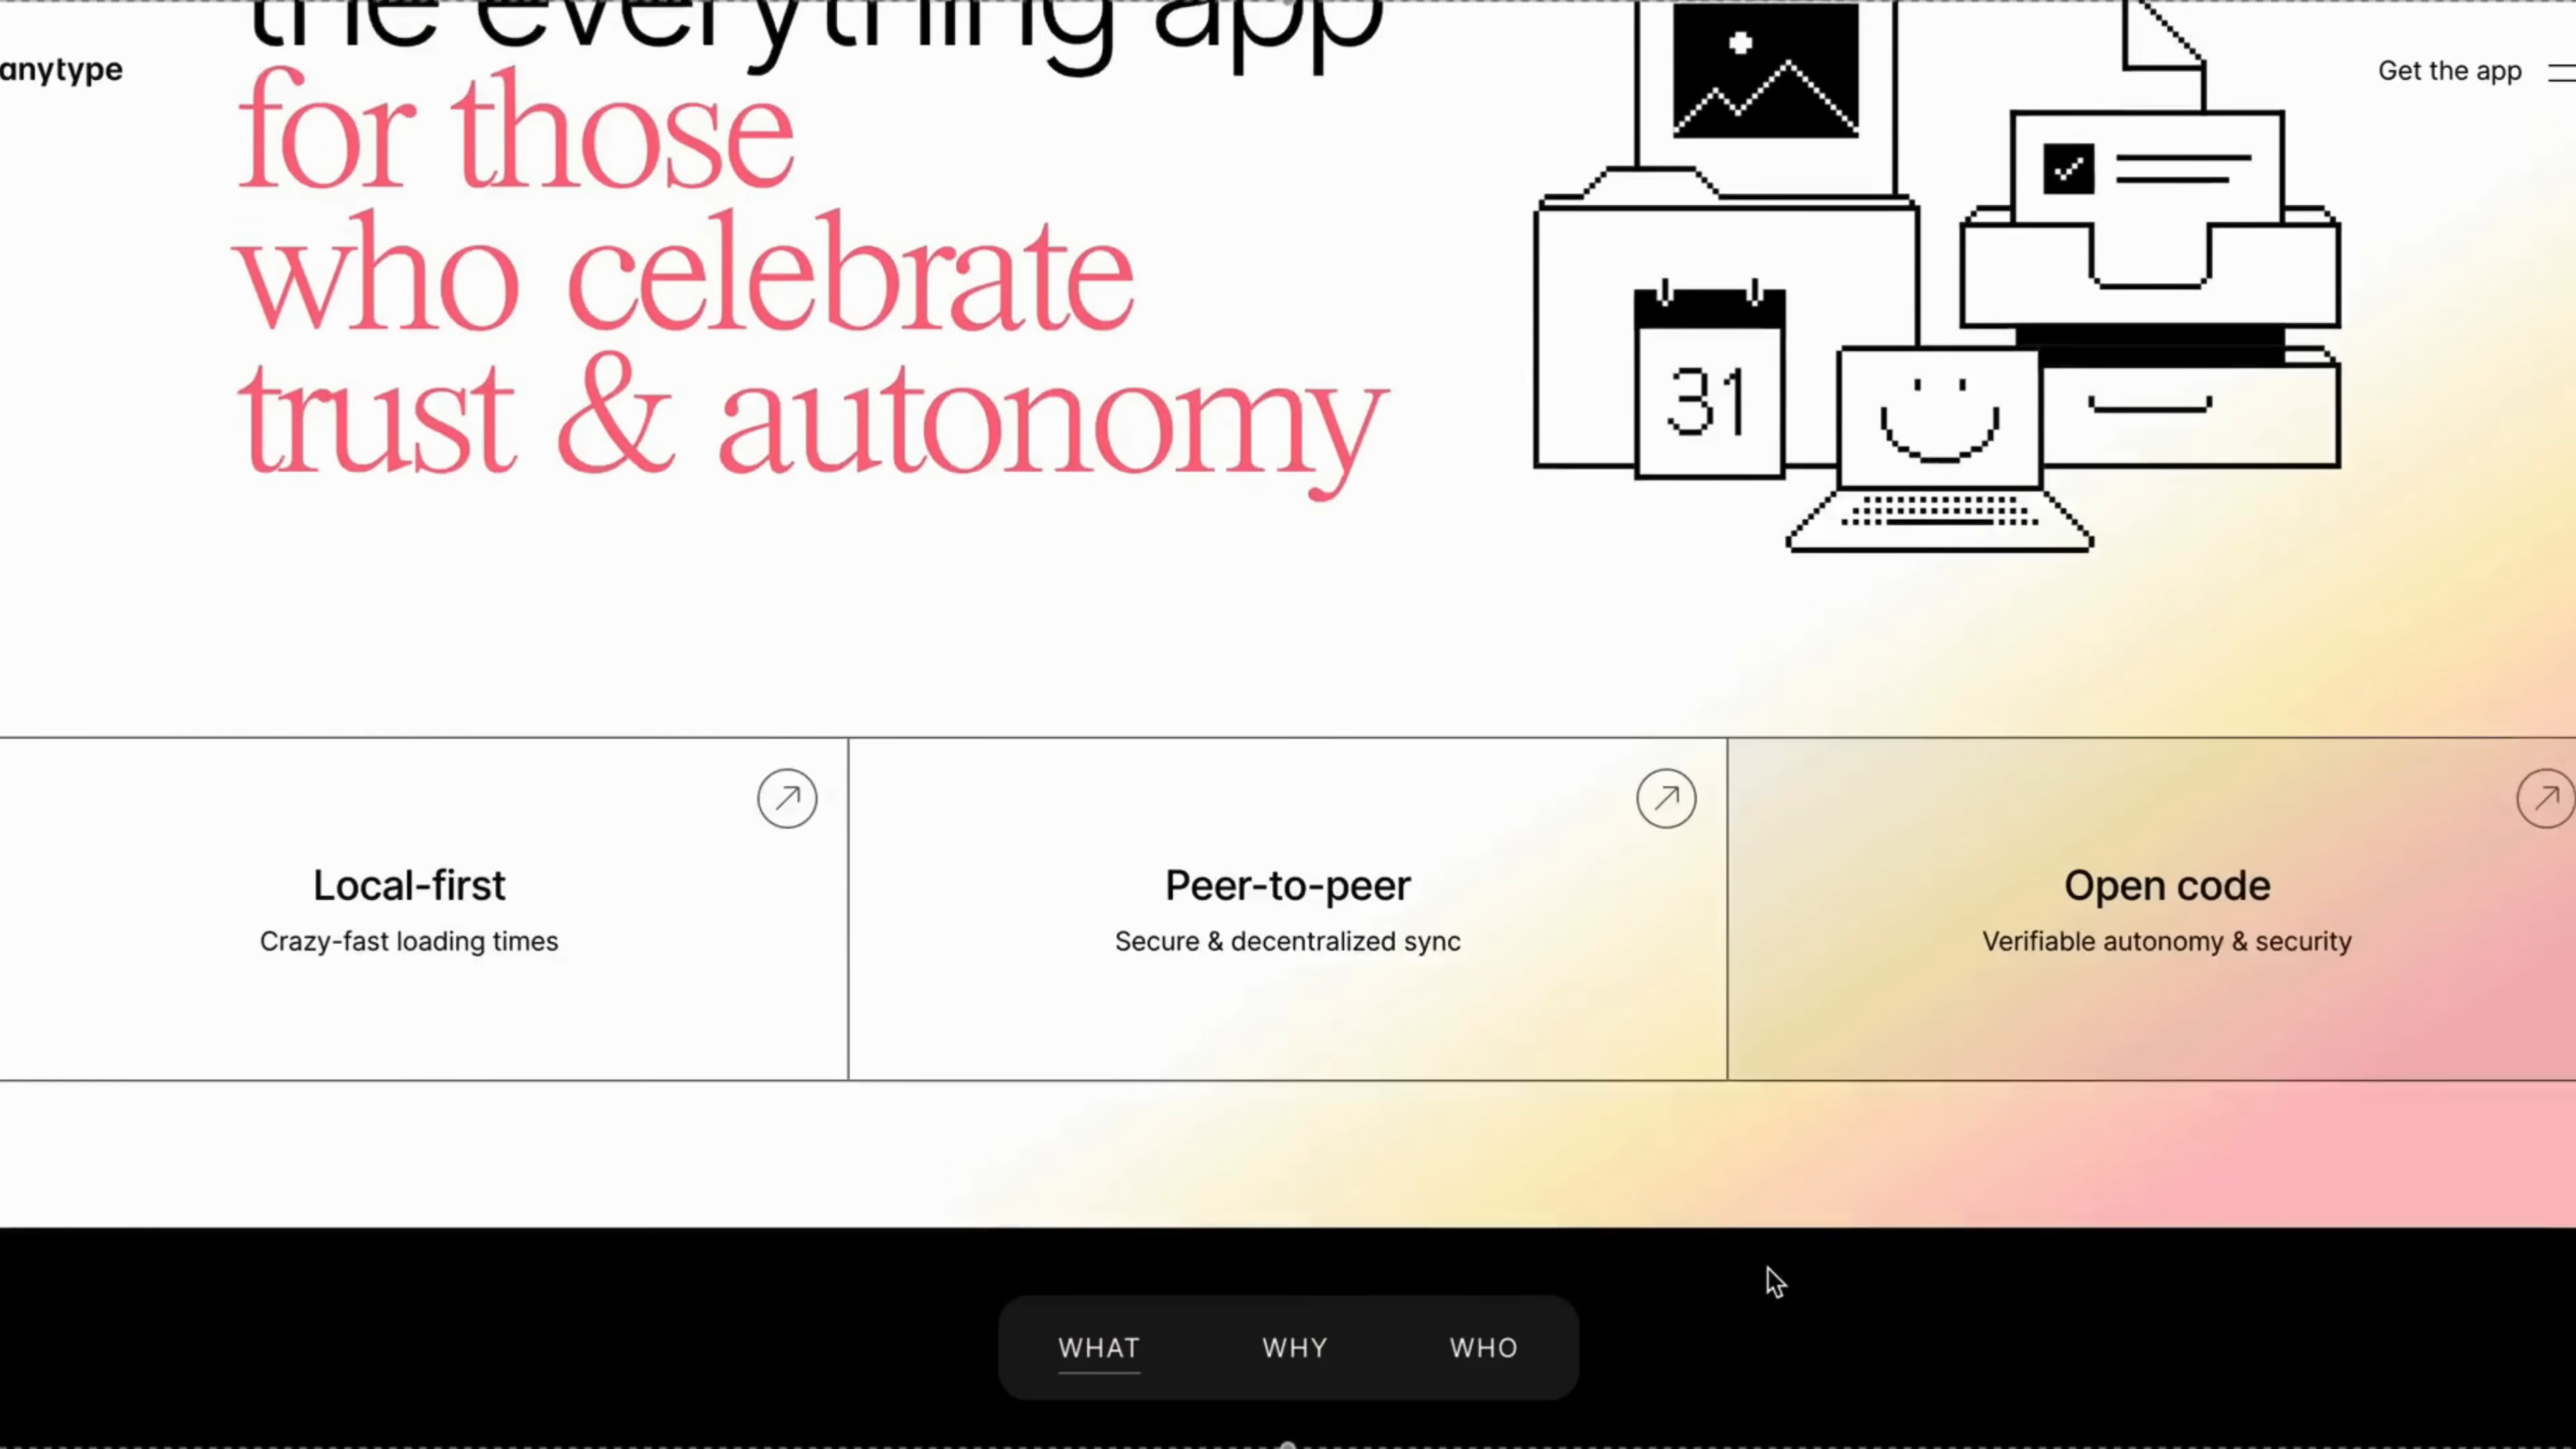 the everything app
anytype
Get the app
for those
who celebrate
trust & autonomy
31
Local-first
Crazy-fast loading times
Peer-to-peer
Secure & decentralized sync
Open code
Verifiable autonomy & security
WHAT
WHY
WHO